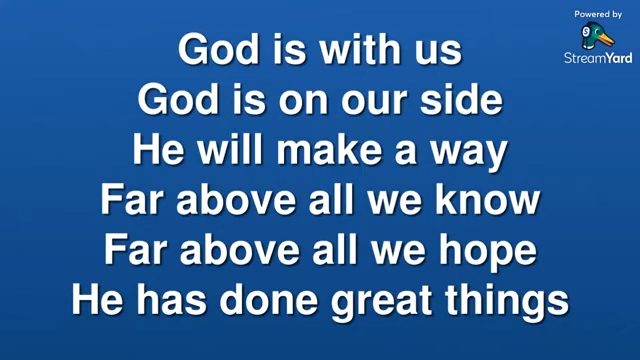 Powered by
StreamYard
God is with us
God is on our side
He will make a way
Far above all we know
Far above all we hope
He has done great things